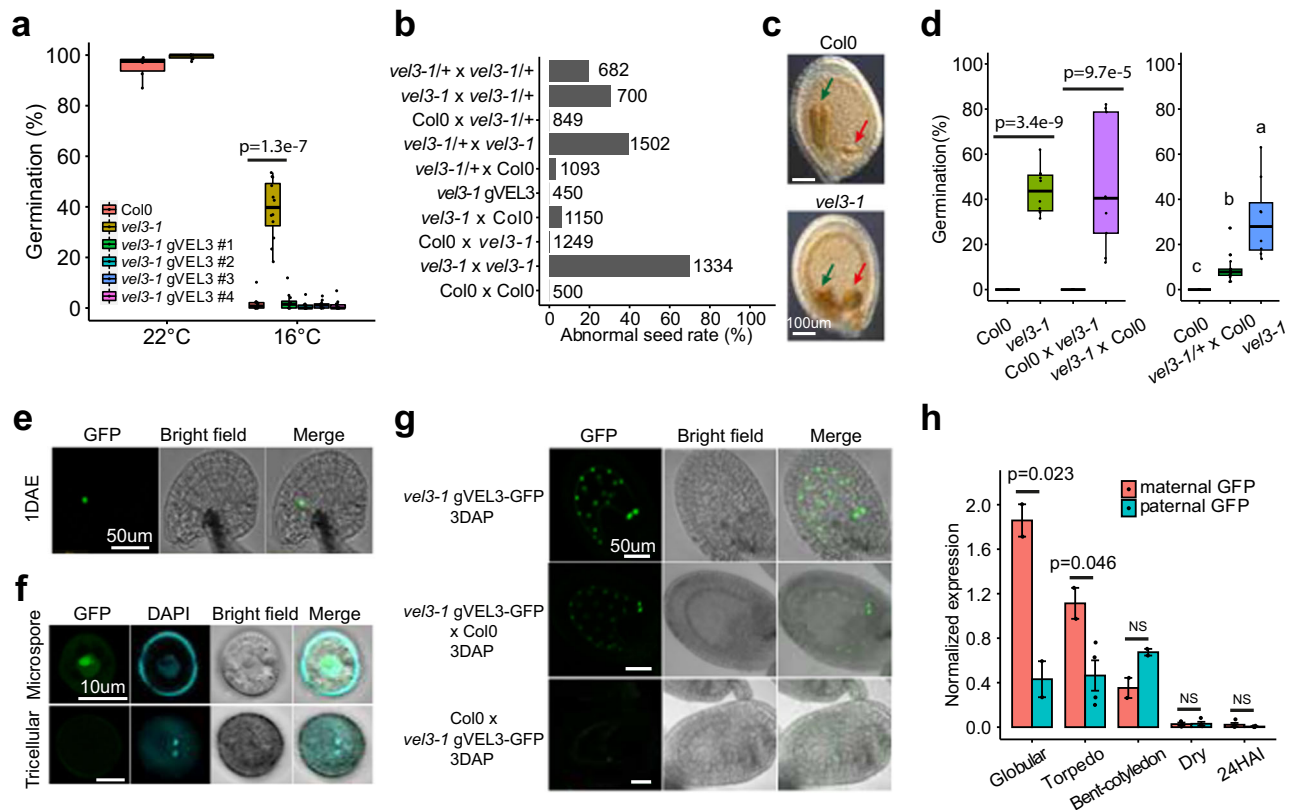 a
Germination (%)
100
80
60
40
20
0
p=1.3e-7
Col0
vel3-1
vel3-1 gVEL3 #1
vel3-1 gVEL3 #2
vel3-1 gVEL3 #3
vel3-1 gVEL3 #4
22°C 16°C
b
vel3-1/+ x vel3-1/+ 682
vel3-1 x vel3-1/+ 700
Col0 x vel3-1/+ 849
vel3-1/+ x vel3-1 1502
vel3-1/+ x Col0 1093
vel3-1 gVEL3 450
vel3-1 x Col0 1150
Col0 x vel3-1 1249
vel3-1 x vel3-1 1334
Col0 x Col0 500
0 20 40 60 80 100
Abnormal seed rate (%)
c
Col0
vel3-1
100um
d
Germination(%)
100
80
60
40
20
0
p=3.4e-9
p=9.7e-5
Col0
vel3-1
Col0 x vel3-1
vel3-1 x Col0
100
80
60
40
20
0
c
b
a
Col0
vel3-1/+ x Col0
vel3-1
e
GFP Bright field Merge
1DAE
50um
f
GFP DAPI Bright field Merge
Microspore
10um
Tricellular
g
GFP Bright field Merge
vel3-1 gVEL3-GFP
3DAP
50um
vel3-1 gVEL3-GFP
x Col0
3DAP
Col0 x
vel3-1 gVEL3-GFP
3DAP
h
Normalized expression
2.0
1.6
1.2
0.8
0.4
0.0
p=0.023
p=0.046
NS
NS
NS
maternal GFP
paternal GFP
Globular
Torpedo
Bent-cotyledon
Dry
24HAI